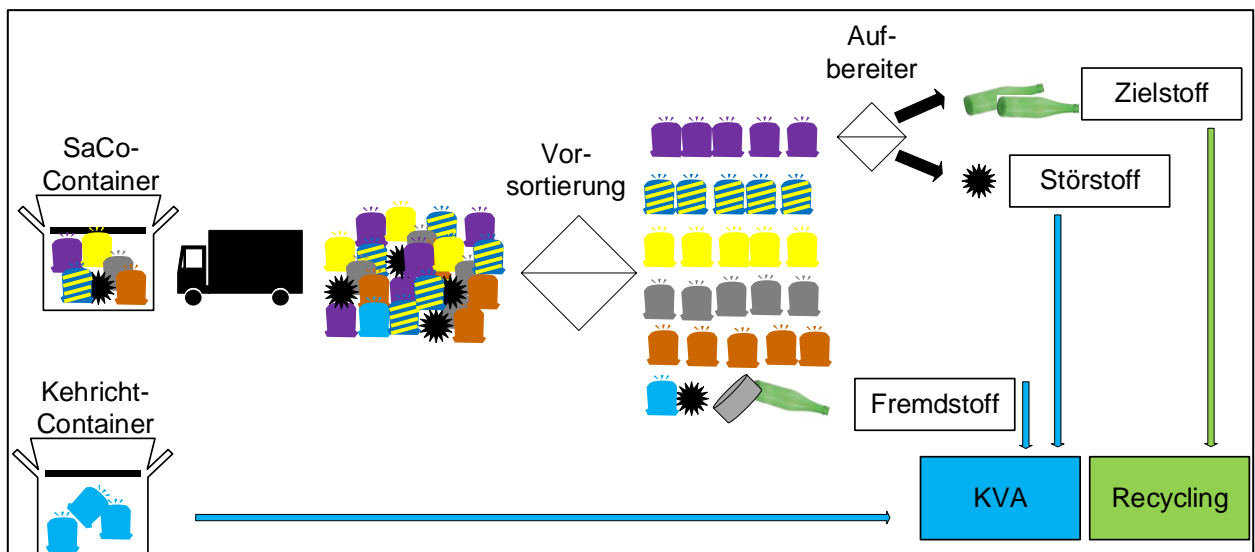 Auf-
bereiter
Zielstoff
SaCo-
Container
Vor-
sortierung
Störstoff
Kehricht-
Container
Fremdstoff
KVA
Recycling